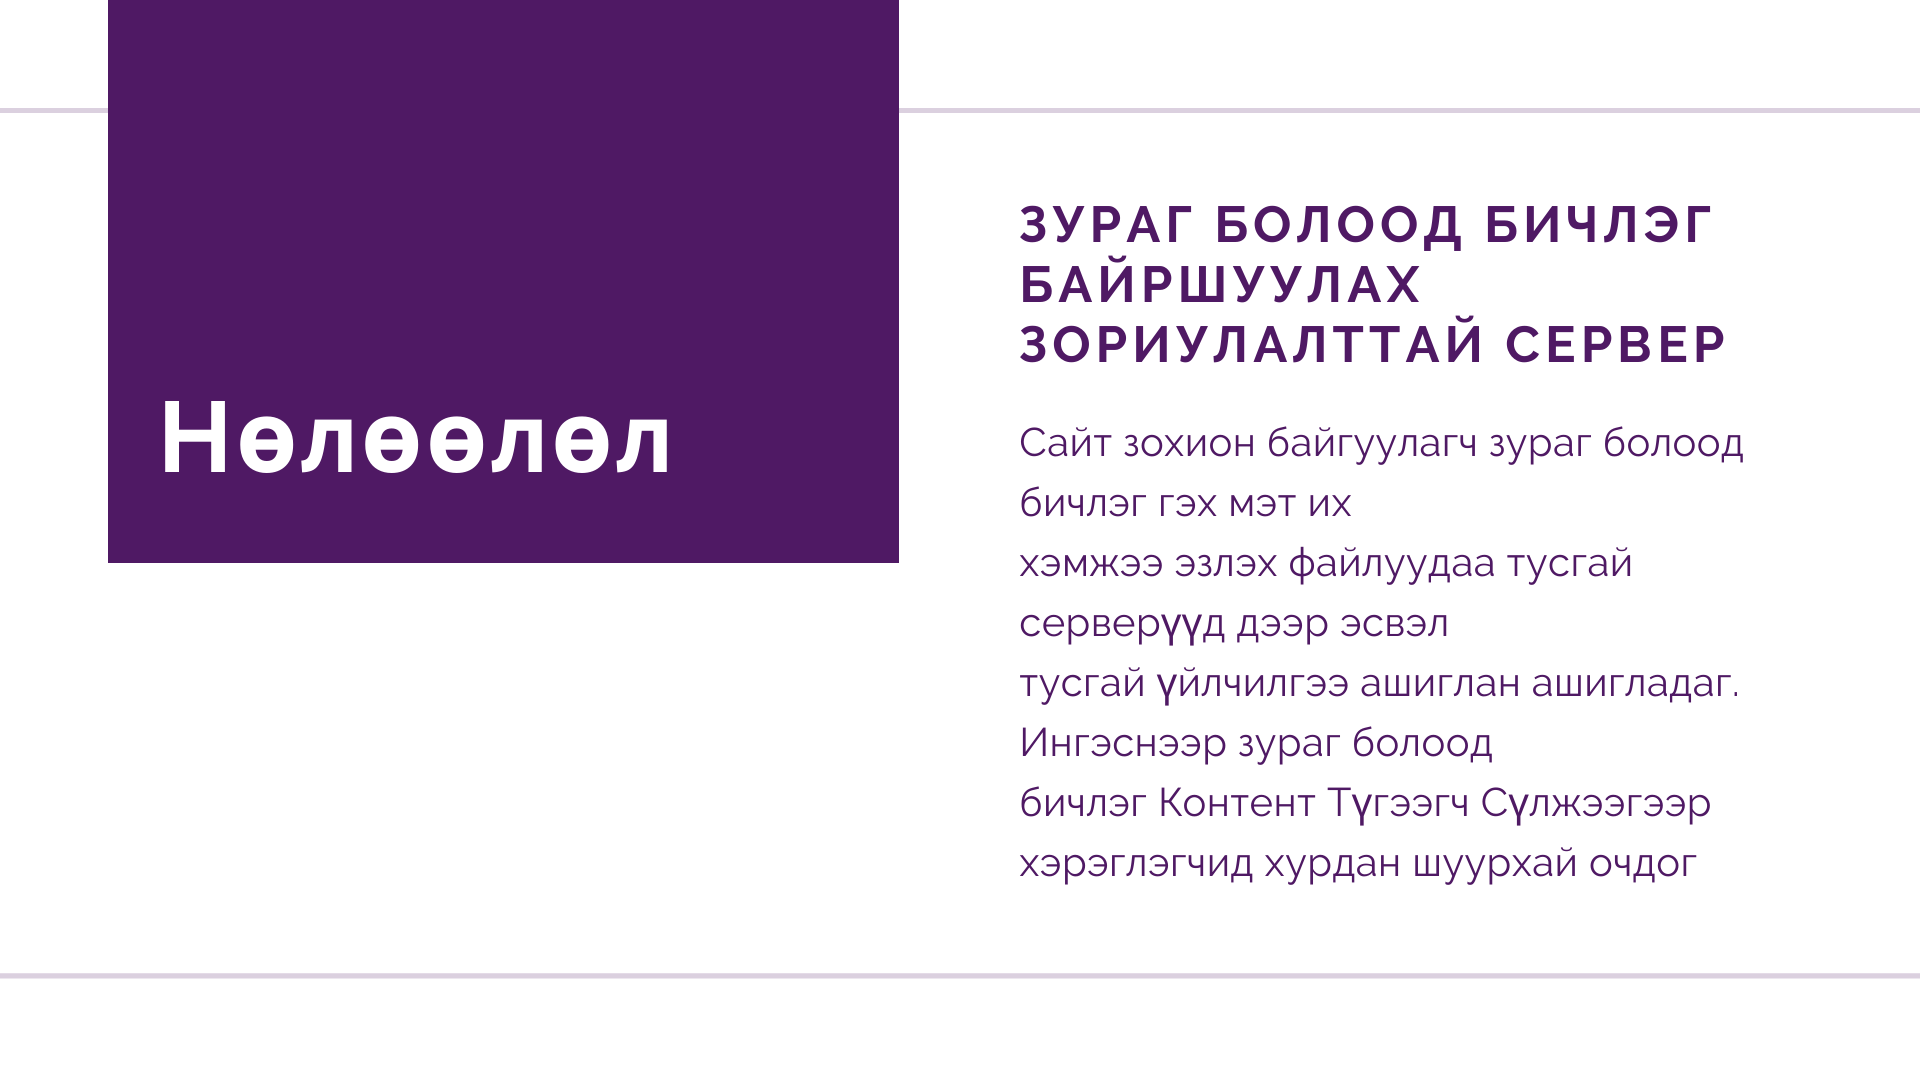 Нөлөөлөл
ЗУРАГ БОЛООД БИЧЛЭГ
БАЙРШУУЛАХ
ЗОРИУЛАЛТТАЙ СЕРВЕР
Сайт зохион байгуулагч зураг болоод
бичлэг гэх мэт их
хэмжээ эзлэх файлуудаа тусгай
серверүүд дээр эсвэл
тусгай үйлчилгээ ашиглан ашигладаг.
Ингэснээр зураг болоод
бичлэг Контент Түгээгч Сүлжээгээр
хэрэглэгчид хурдан шуурхай очдог